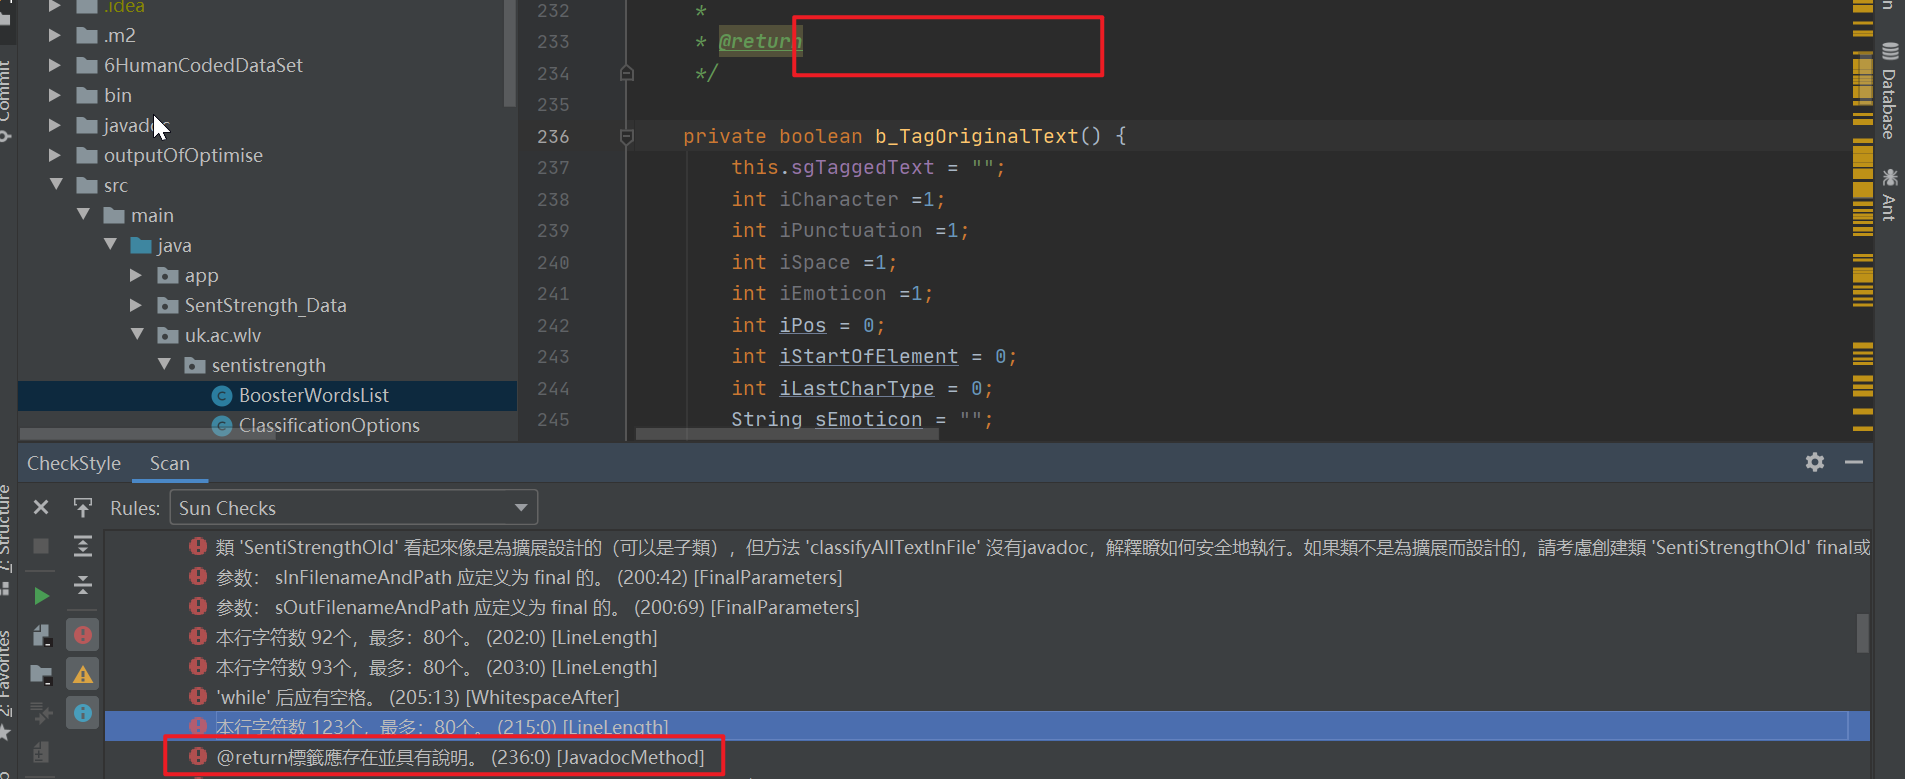 .idea
.m2
6HumanCodedDataSet
bin
javadoc
outputOfOptimise
src
main
java
app
SentStrength_Data
uk.ac.wlv
sentistrength
BoosterWordsList
ClassificationOptions
Commit
232 *
233 * @return
234 */
235
236 private boolean b_TagOriginalText() {
237 this.sgTaggedText = "";
238 int iCharacter =1;
239 int iPunctuation =1;
240 int iSpace =1;
241 int iEmoticon =1;
242 int iPos = 0;
243 int iStartOfElement = 0;
244 int iLastCharType = 0;
245 String sEmoticon = "";
Database
Ant
CheckStyle Scan
Rules: Sun Checks
類 'SentiStrengthOld' 看起來像是為擴展設計的（可以是子類）, 但方法 'classifyAllTextInFile' 沒有javadoc，解釋瞭如何安全地執行。如果類不是為擴展而設計的，請考慮創建類 'SentiStrengthOld' final或
参数： sInFilenameAndPath 应定义为 final 的。 (200:42) [FinalParameters]
参数： sOutFilenameAndPath 应定义为 final 的。 (200:69) [FinalParameters]
本行字符数 92个，最多：80个。 (202:0) [LineLength]
本行字符数 93个，最多：80个。 (203:0) [LineLength]
'while' 后应有空格。 (205:13) [WhitespaceAfter]
本行字符数 123个，最多：80个。 (215:0) [LineLength]
@return標籤應存在並具有說明。 (236:0) [JavadocMethod]
7: Structure
2: Favorites